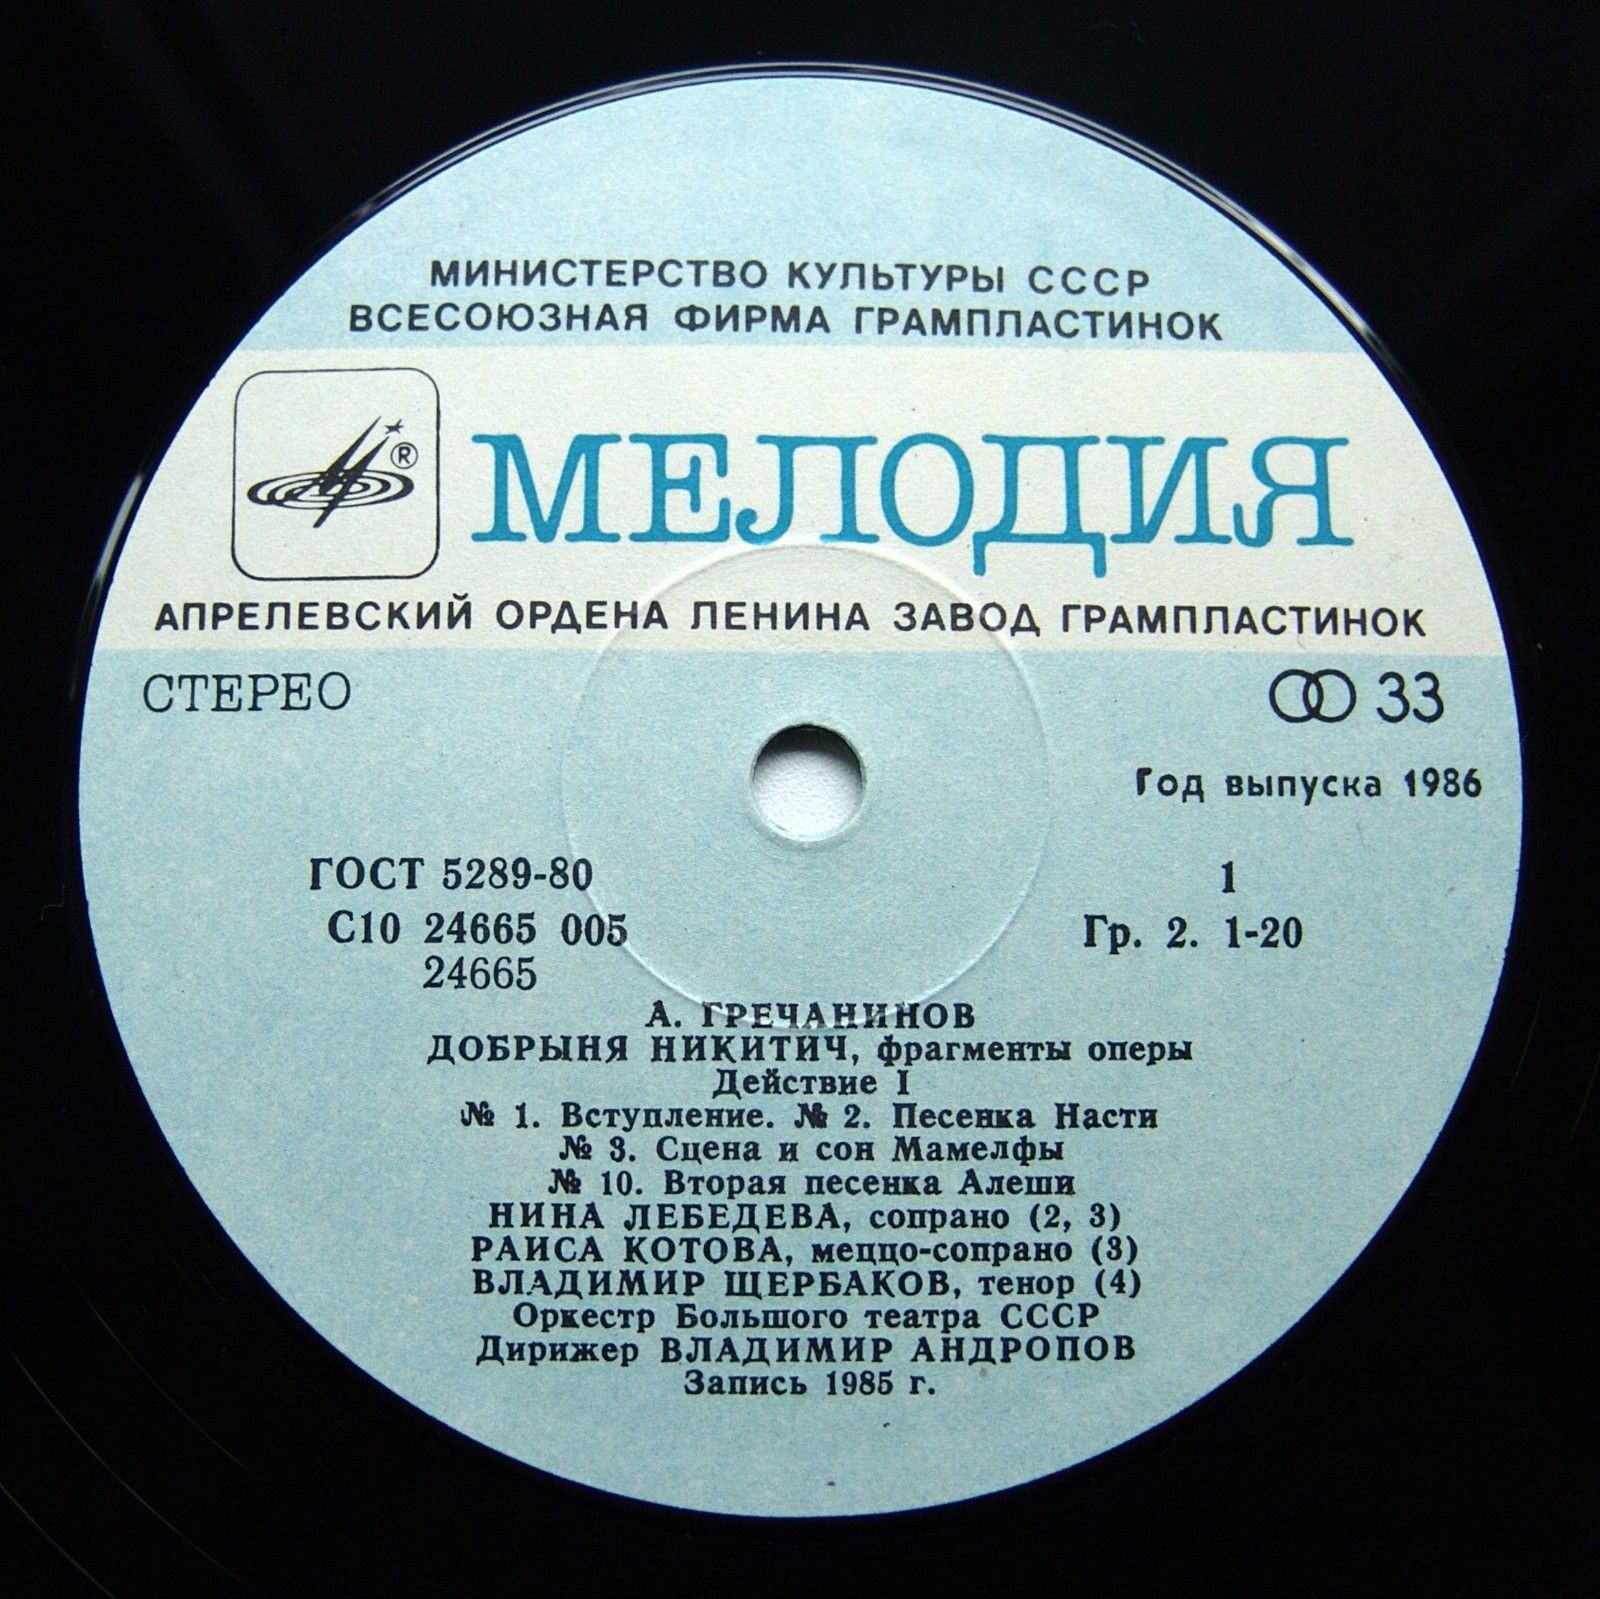 МИНИСТЕРСТВО КУЛЬТУРЫ СССР
ВСЕСОЮЗНАЯ ФИРМА ГРАМПЛАСТИНОК
® МЕЛОДИЯ
АПРЕЛЕВСКИЙ ОРДЕНА ЛЕНИНА ЗАВОД ГРАМПЛАСТИНОК
СТЕРЕО 33
Год выпуска 1986
ГОСТ 5289-80 1
С10 24665 005 Гр. 2. 1-20
24665
А. ГРЕЧАНИНОВ
ДОБРЫНЯ НИКИТИЧ, фрагменты оперы
Действие I
№ 1. Вступление. № 2. Песенка Насти
№ 3. Сцена и сон Мамелфы
№ 10. Вторая песенка Алеши
НИНА ЛЕБЕДЕВА, сопрано (2, 3)
РАИСА КОТОВА, меццо-сопрано (3)
ВЛАДИМИР ЩЕРБАКОВ, тенор (4)
Оркестр Большого театра СССР
Дирижер ВЛАДИМИР АНДРОПОВ
Запись 1985 г.